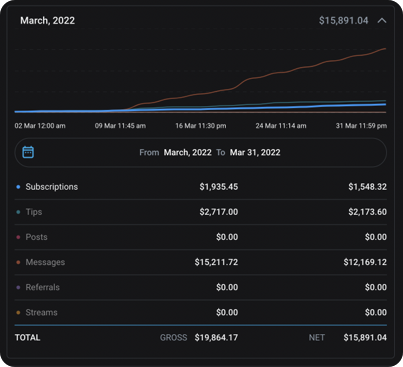 March, 2022 $15,891.04
02 Mar 12:00 am 09 Mar 11:45 am 16 Mar 11:30 pm 24 Mar 11:14 am 31 Mar 11:59 pm
From March, 2022 To Mar 31, 2022
Subscriptions $1,935.45 $1,548.32
Tips $2,717.00 $2,173.60
Posts $0.00 $0.00
Messages $15,211.72 $12,169.12
Referrals $0.00 $0.00
Streams $0.00 $0.00
TOTAL GROSS $19,864.17 NET $15,891.04